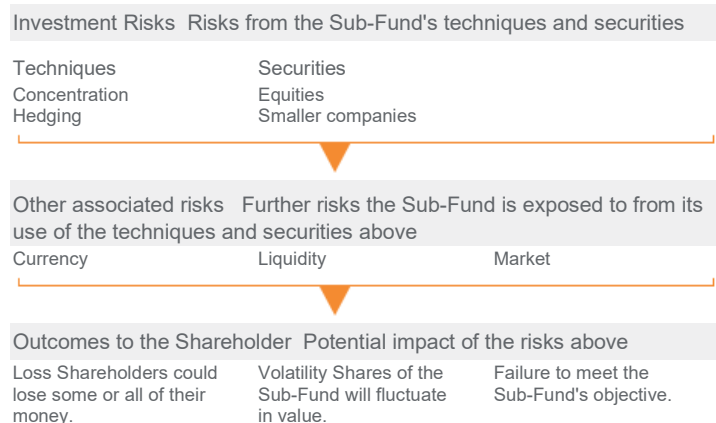 Investment Risks  Risks from the Sub-Fund's techniques and securities
Techniques
Securities
Concentration
Equities
Hedging
Smaller companies
Other associated risks  Further risks the Sub-Fund is exposed to from its
use of the techniques and securities above
Currency
Liquidity
Market
Outcomes to the Shareholder  Potential impact of the risks above
Loss Shareholders could
lose some or all of their
money.
Volatility Shares of the
Sub-Fund will fluctuate
in value.
Failure to meet the
Sub-Fund's objective.